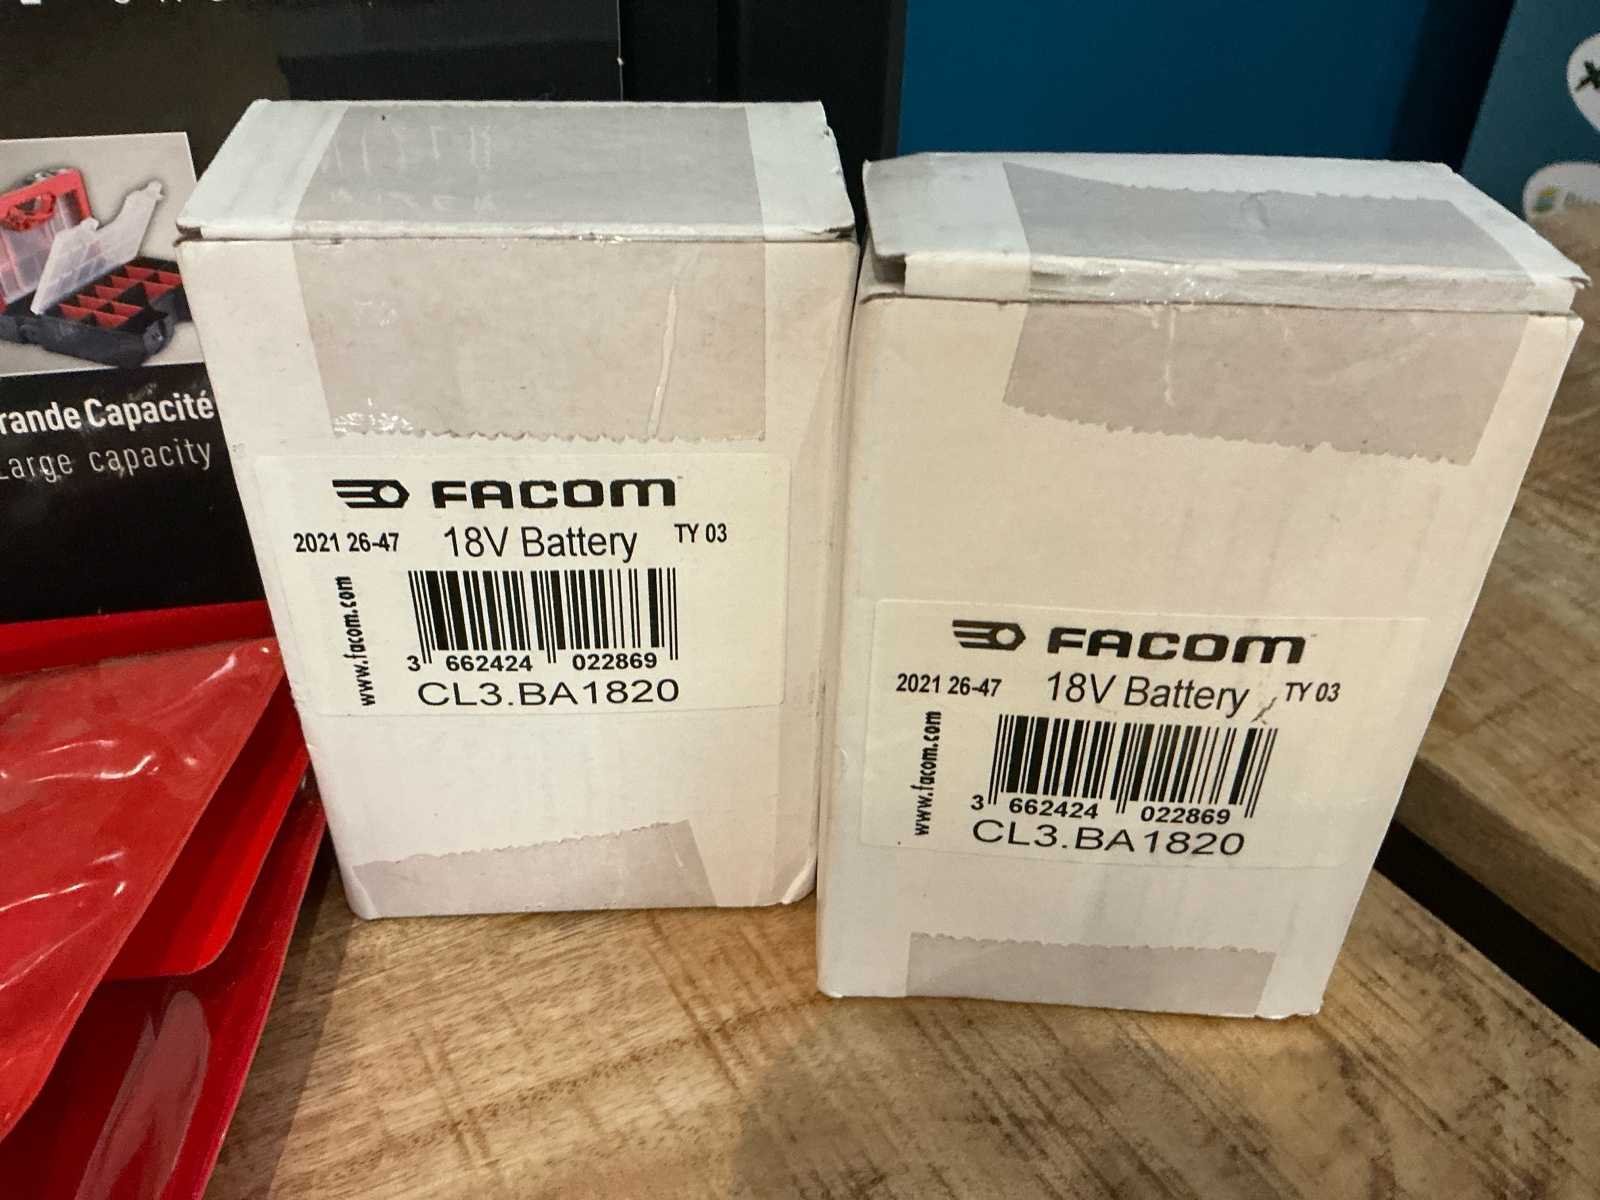 rande Capacité
Large capacity
FACOM
2021 26-47 18V Battery TY 03
www.facom.com
3 662424 022869
CL3.BA1820
FACOM
2021 26-47 18V Battery TY 03
www.facom.com
3 662424 022869
CL3.BA1820